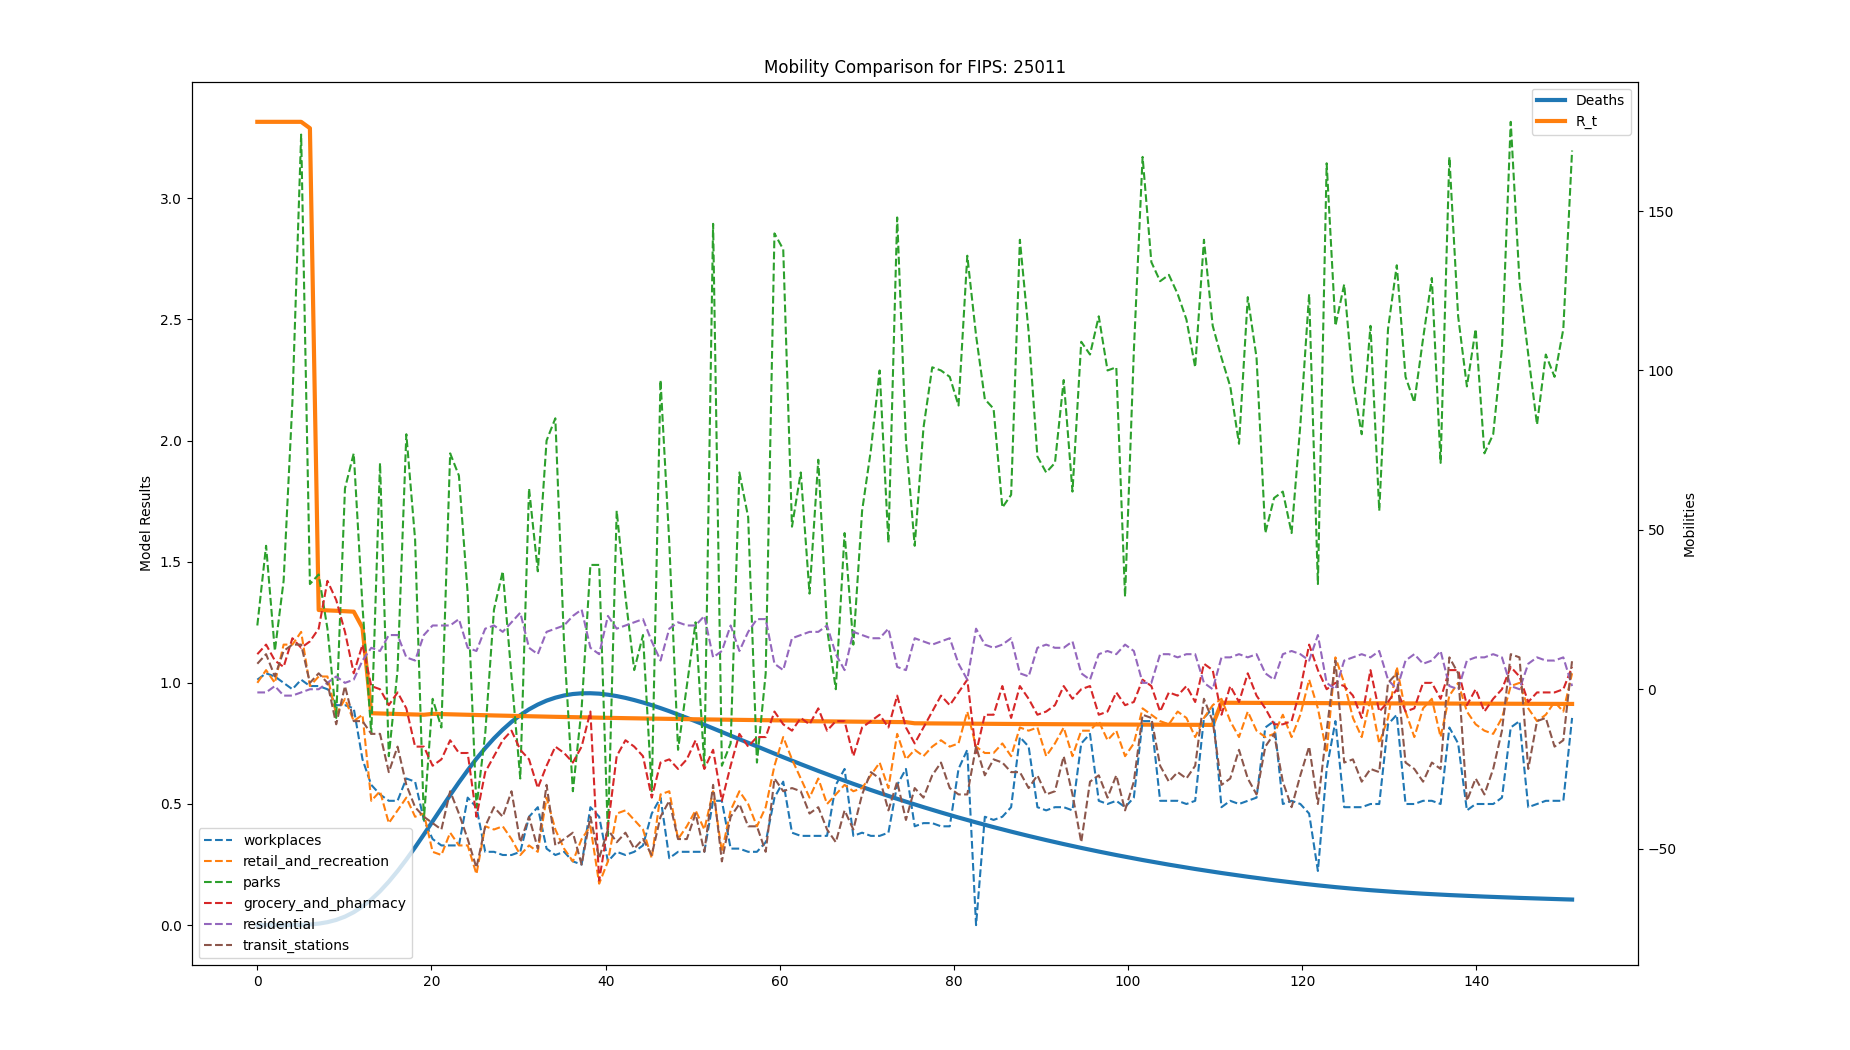 Mobility Comparison for FIPS: 25011
Deaths
R_t
3.0
2.5
2.0
1.5
1.0
0.5
0.0
Model Results
150
100
50
0
−50
Mobilities
workplaces
retail_and_recreation
parks
grocery_and_pharmacy
residential
transit_stations
0 20 40 60 80 100 120 140